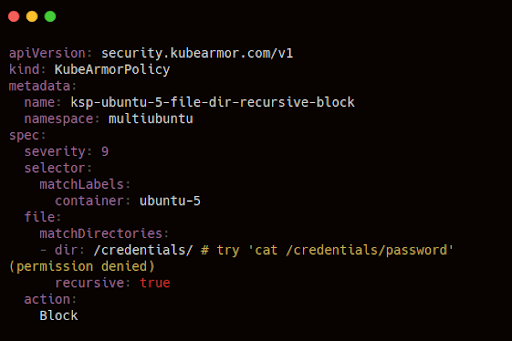 apiVersion: security.kubearmor.com/v1
kind: KubeArmorPolicy
metadata:
  name: ksp-ubuntu-5-file-dir-recursive-block
  namespace: multiubuntu
spec:
  severity: 9
  selector:
    matchLabels:
      container: ubuntu-5
  file:
    matchDirectories:
    - dir: /credentials/ # try 'cat /credentials/password'
(permission denied)
      recursive: true
  action:
    Block